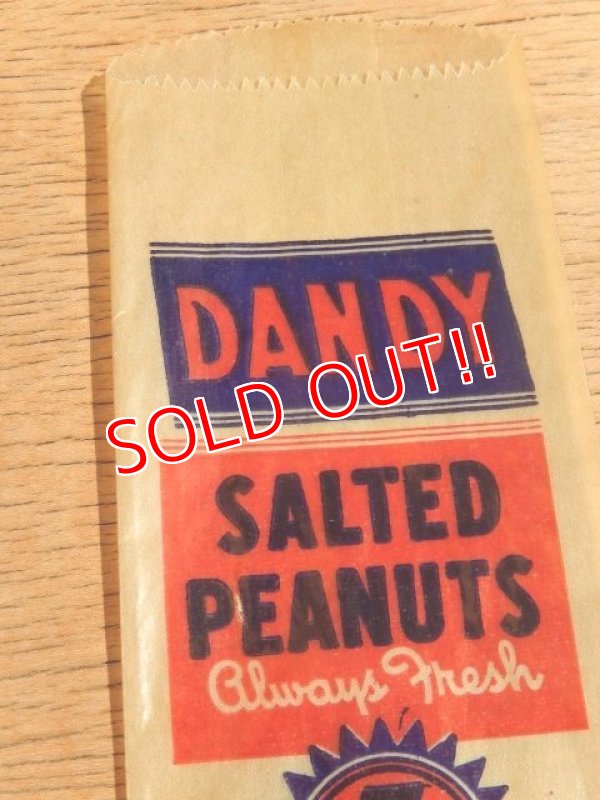 DANDY
SOLD OUT!!
SALTED
PEANUTS
Always Fresh